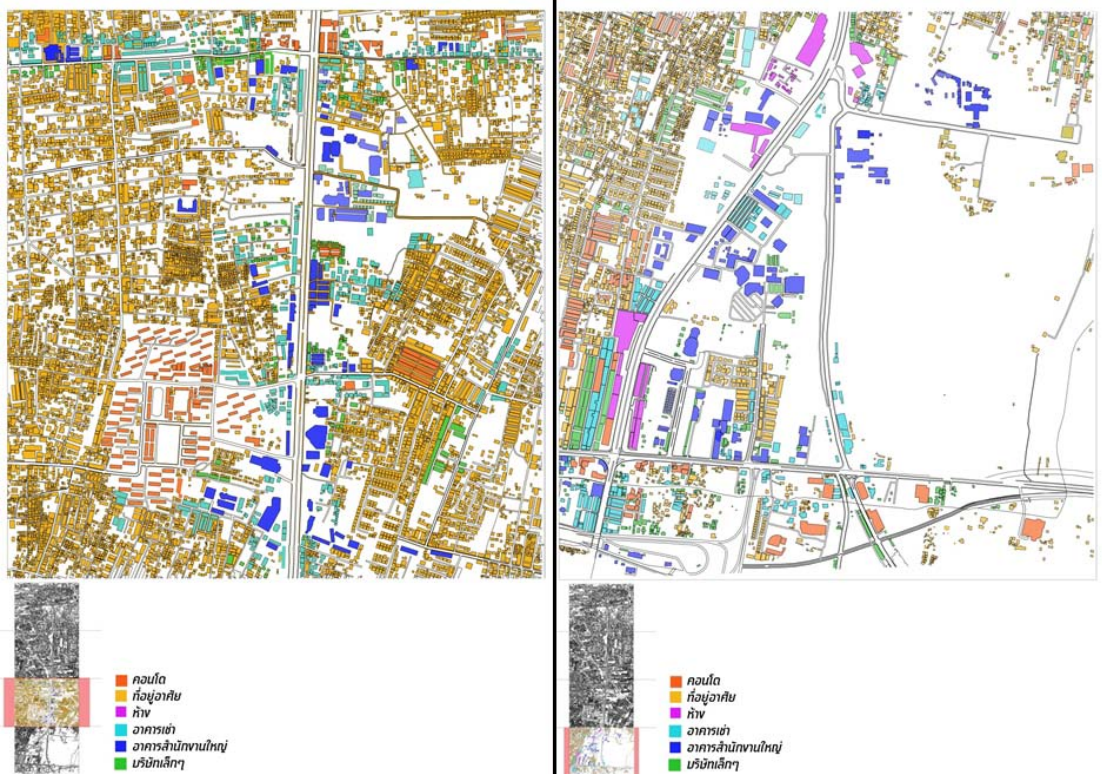 คอนโด
ที่อยู่อาศัย
ห้าง
อาคารเช่า
อาคารสำนักงานใหญ่
บริษัทเล็กๆ
คอนโด
ที่อยู่อาศัย
ห้าง
อาคารเช่า
อาคารสำนักงานใหญ่
บริษัทเล็กๆ